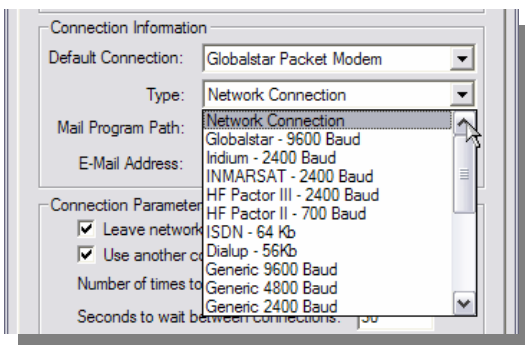 Connection Information
Default Connection: Globalstar Packet Modem
Type: Network Connection
Mail Program Path:
E-Mail Address:
Network Connection
Globalstar - 9600 Baud
Iridium - 2400 Baud
INMARSAT - 2400 Baud
HF Pactor III - 2400 Baud
HF Pactor II - 700 Baud
ISDN - 64 Kb
Dialup - 56Kb
Generic 9600 Baud
Generic 4800 Baud
Generic 2400 Baud
Connection Parameter
Leave network
Use another co
Number of times to
Seconds to wait between connections: